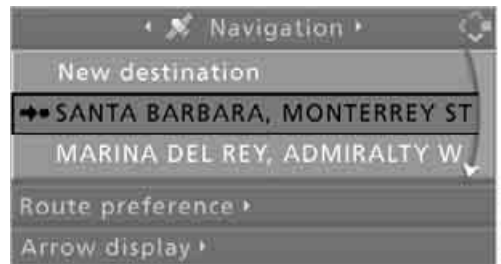 Navigation
New destination
SANTA BARBARA, MONTERREY ST
MARINA DEL REY, ADMIRALTY W
Route preference
Arrow display